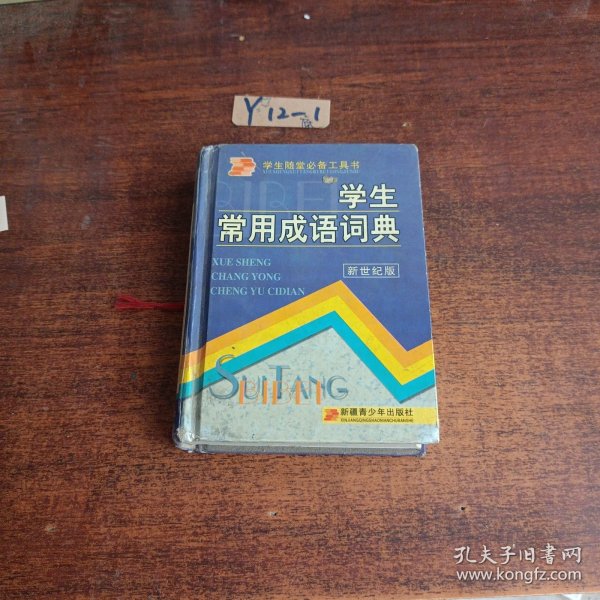 Y12-1
学生随堂必备工具书
学生
常用成语词典
XUE SHENG
CHANG YONG
CHENG YU CIDIAN
新世纪版
SUITANG
新疆青少年出版社
XINJIANGQINGSHAONIANCHUBANSHE
孔夫子旧书网
www.kongfz.com